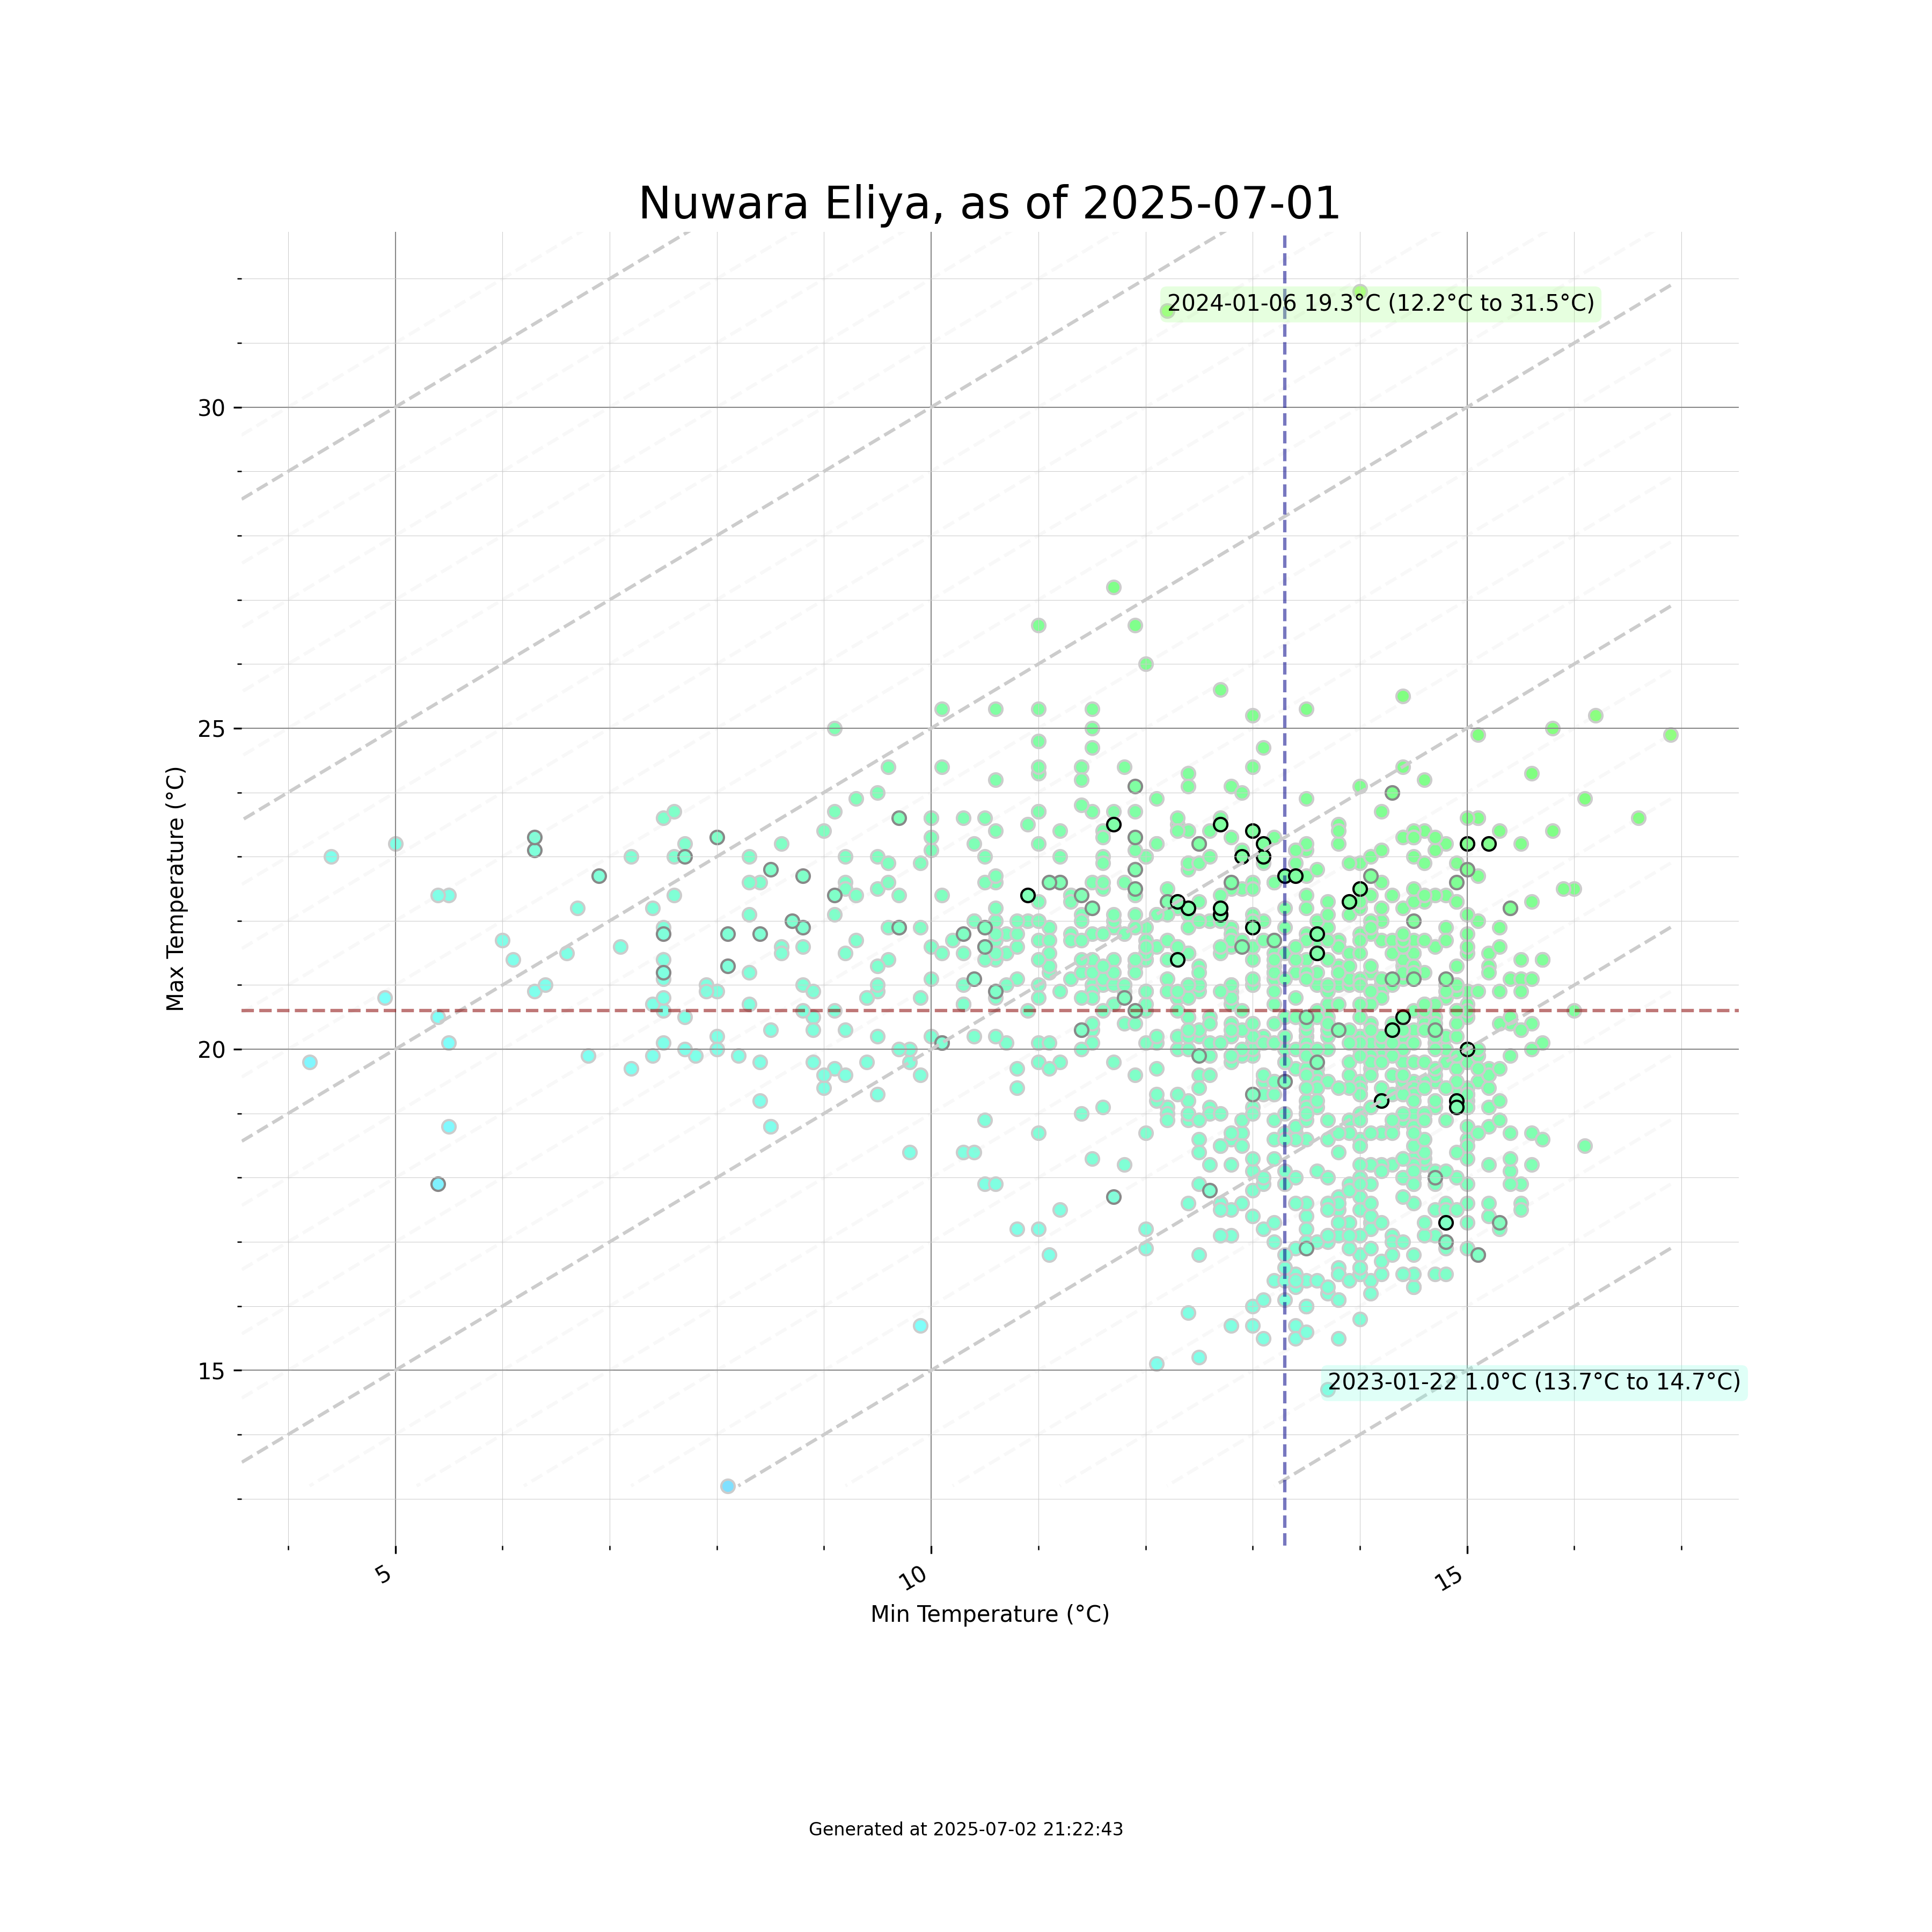 Nuwara Eliya, as of 2025-07-01
2024-01-06 19.3°C (12.2°C to 31.5°C)
30
25
Max Temperature (°C)
20
15
2023-01-22 1.0°C (13.7°C to 14.7°C)
5
10
15
Min Temperature (°C)
Generated at 2025-07-02 21:22:43